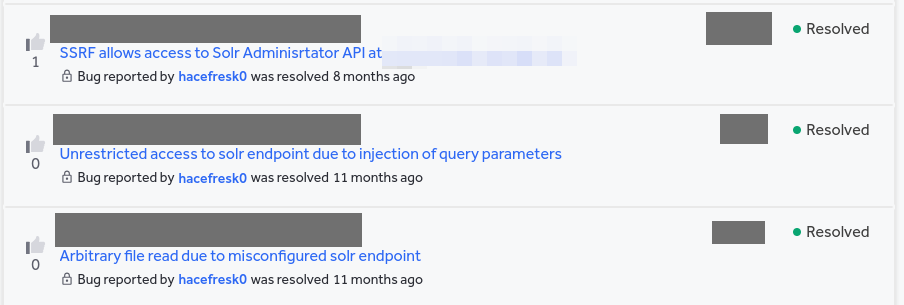 Resolved
SSRF allows access to Solr Adminisrtator API at
1
Bug reported by hacefresk0 was resolved 8 months ago
Resolved
Unrestricted access to solr endpoint due to injection of query parameters
0
Bug reported by hacefresk0 was resolved 11 months ago
Resolved
Arbitrary file read due to misconfigured solr endpoint
0
Bug reported by hacefresk0 was resolved 11 months ago